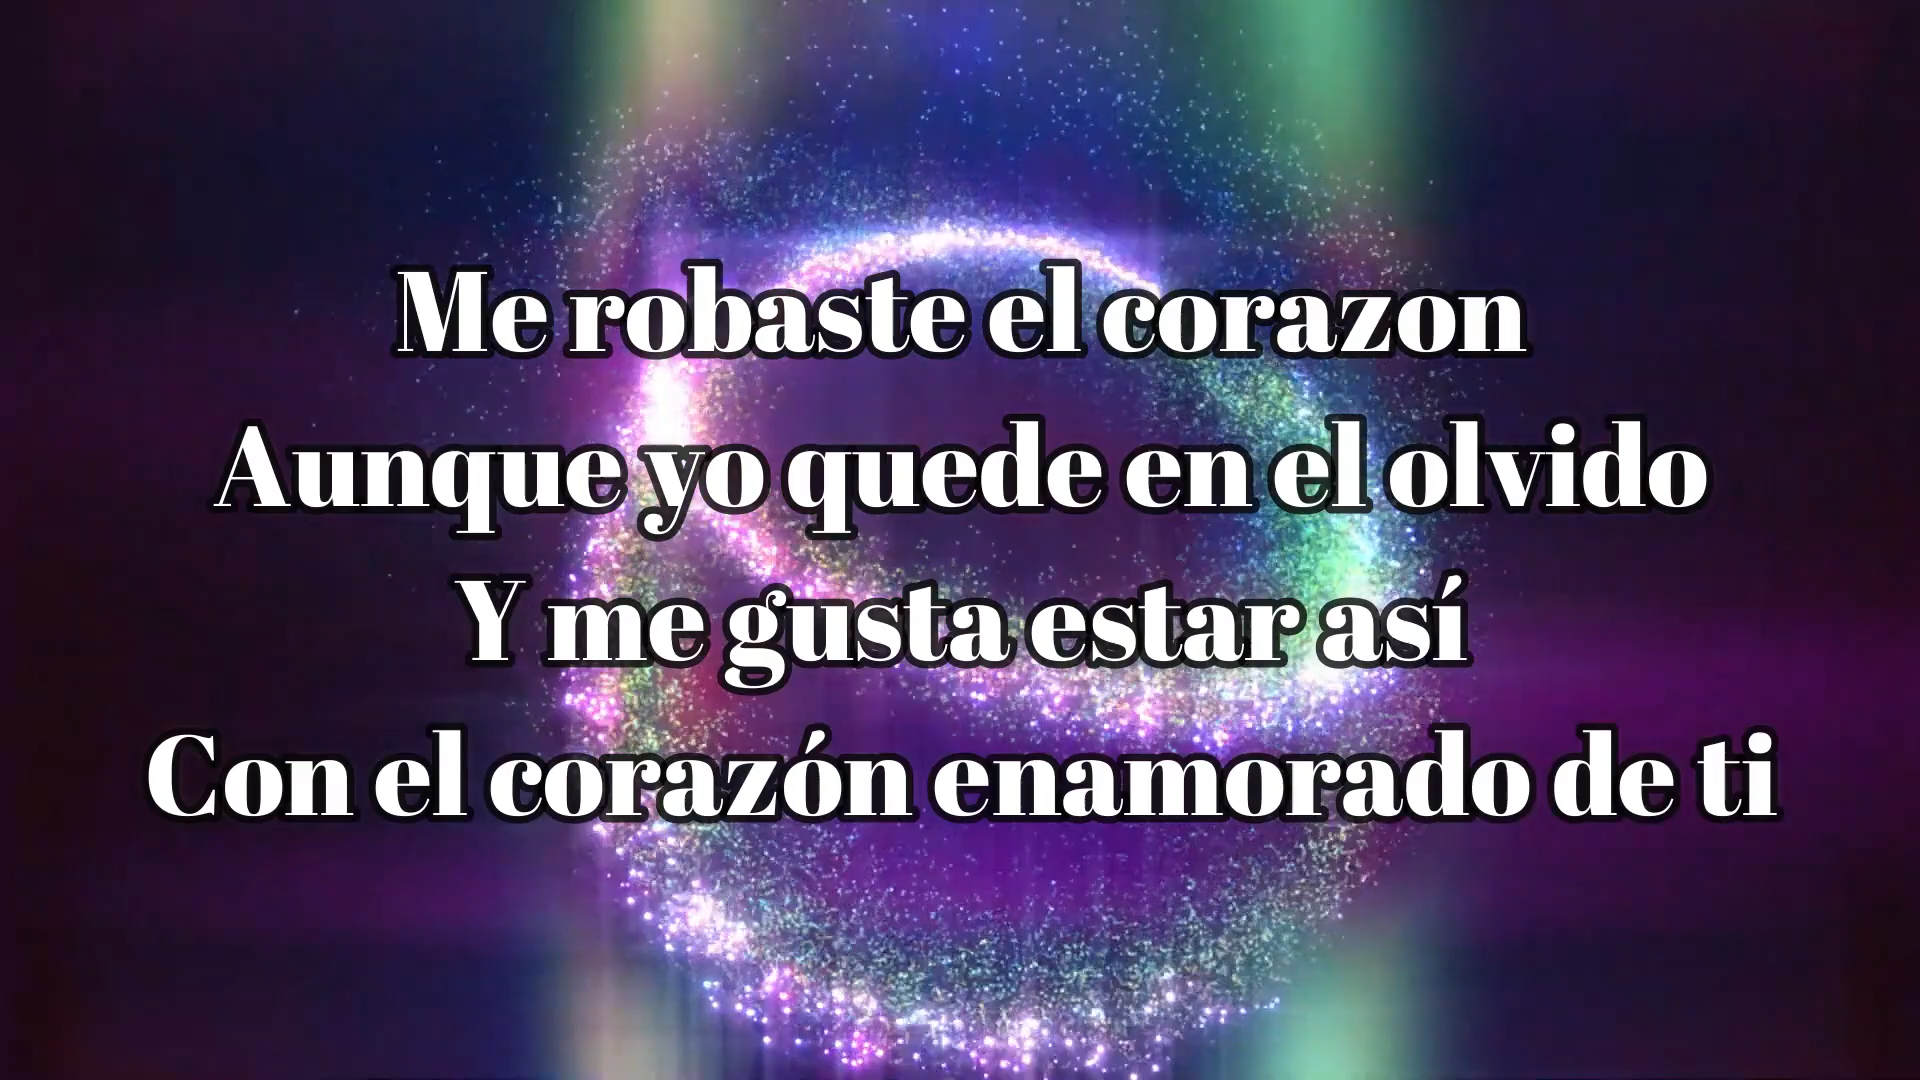 Me robaste el corazon
Aunque yo quede en el olvido
Y me gusta estar así
Con el corazón enamorado de ti